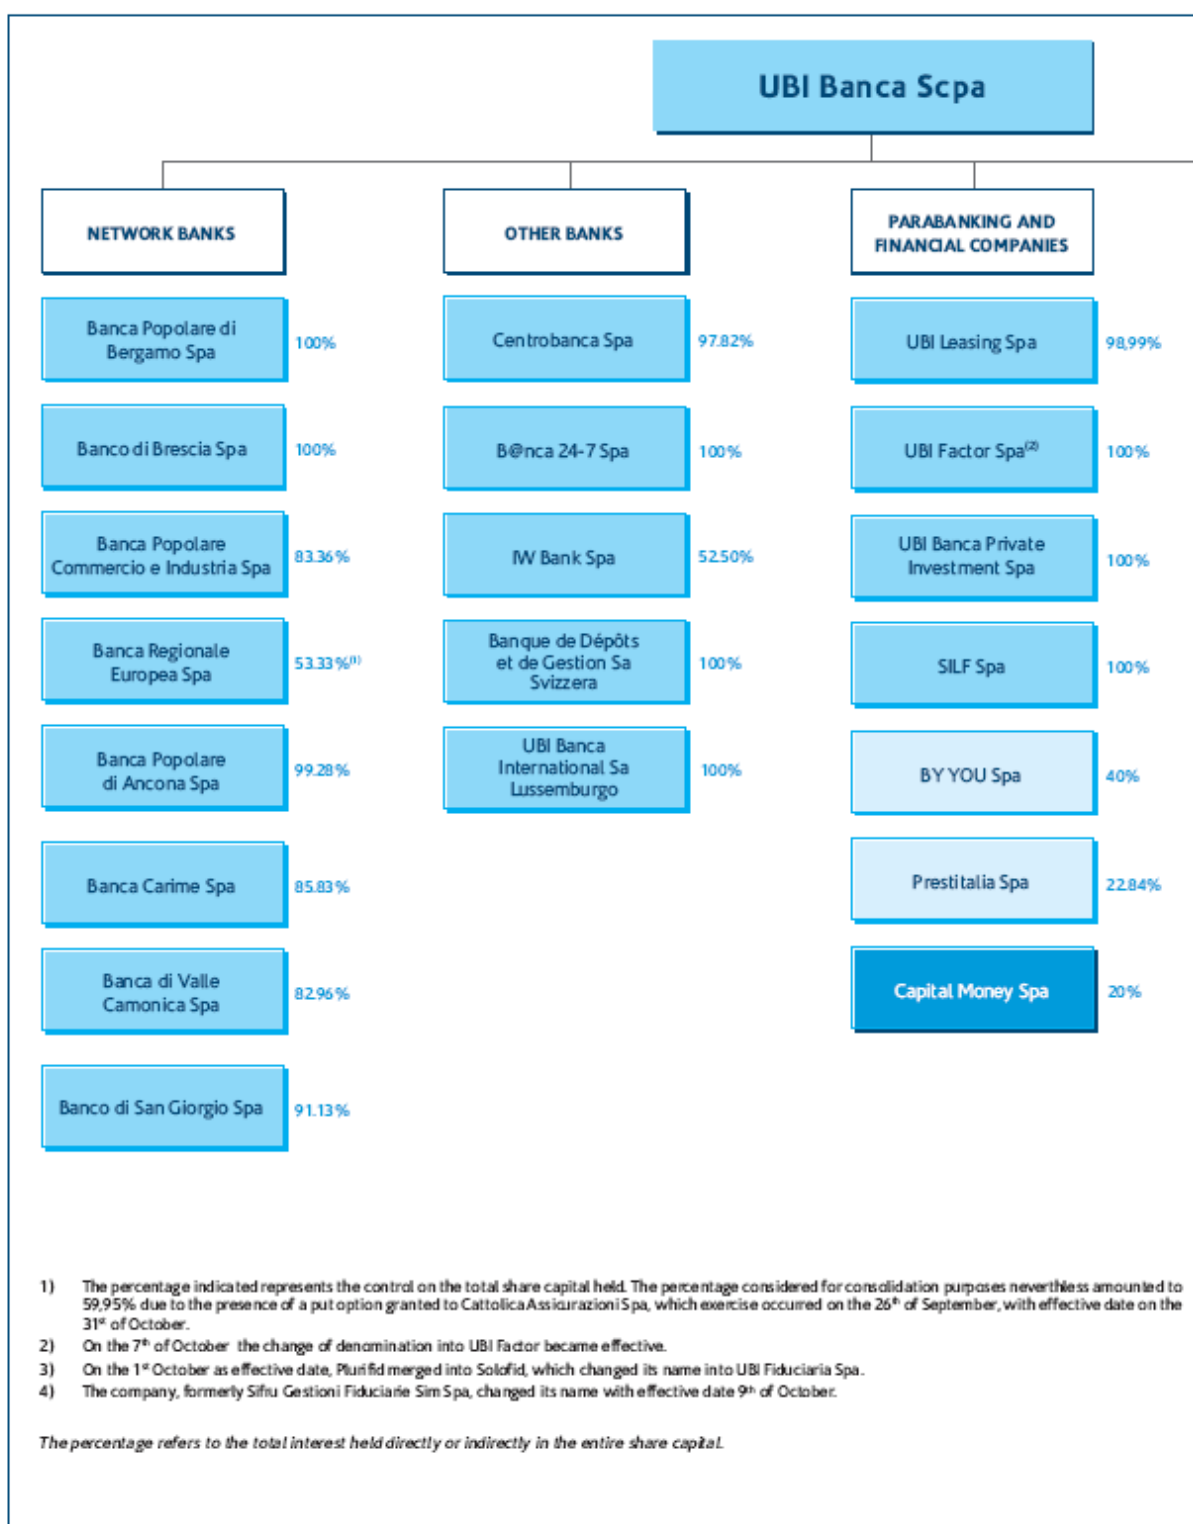 UBI Banca Scpa
NETWORK BANKS
Banca Popolare di
Bergamo Spa
100%
Banco di Brescia Spa
100%
Banca Popolare
Commercio e Industria Spa
83.36%
Banca Regionale
Europea Spa
53.33%(1)
Banca Popolare
di Ancona Spa
99.28%
Banca Carime Spa
85.83%
Banca di Valle
Camonica Spa
82.96%
Banco di San Giorgio Spa
91.13%
OTHER BANKS
Centrobanca Spa
97.82%
B@nca 24-7 Spa
100%
IW Bank Spa
52.50%
Banque de Dépôts
et de Gestion Sa
Svizzera
100%
UBI Banca
International Sa
Lussemburgo
100%
PARABANKING AND
FINANCIAL COMPANIES
UBI Leasing Spa
98,99%
UBI Factor Spa(2)
100%
UBI Banca Private
Investment Spa
100%
SILF Spa
100%
BY YOU Spa
40%
Prestitalia Spa
22.84%
Capital Money Spa
20%
1) The percentage indicated represents the control on the total share capital held. The percentage considered for consolidation purposes neverthless amounted to
59,95% due to the presence of a put option granted to Cattolica Assicurazioni Spa, which exercise occurred on the 26th of September, with effective date on the
31st of October.
2) On the 7th of October the change of denomination into UBI Factor became effective.
3) On the 1st October as effective date, Plurifid merged into Solofid, which changed its name into UBI Fiduciaria Spa.
4) The company, formerly Sifru Gestioni Fiduciarie Sim Spa, changed its name with effective date 9th of October.
The percentage refers to the total interest held directly or indirectly in the entire share capital.